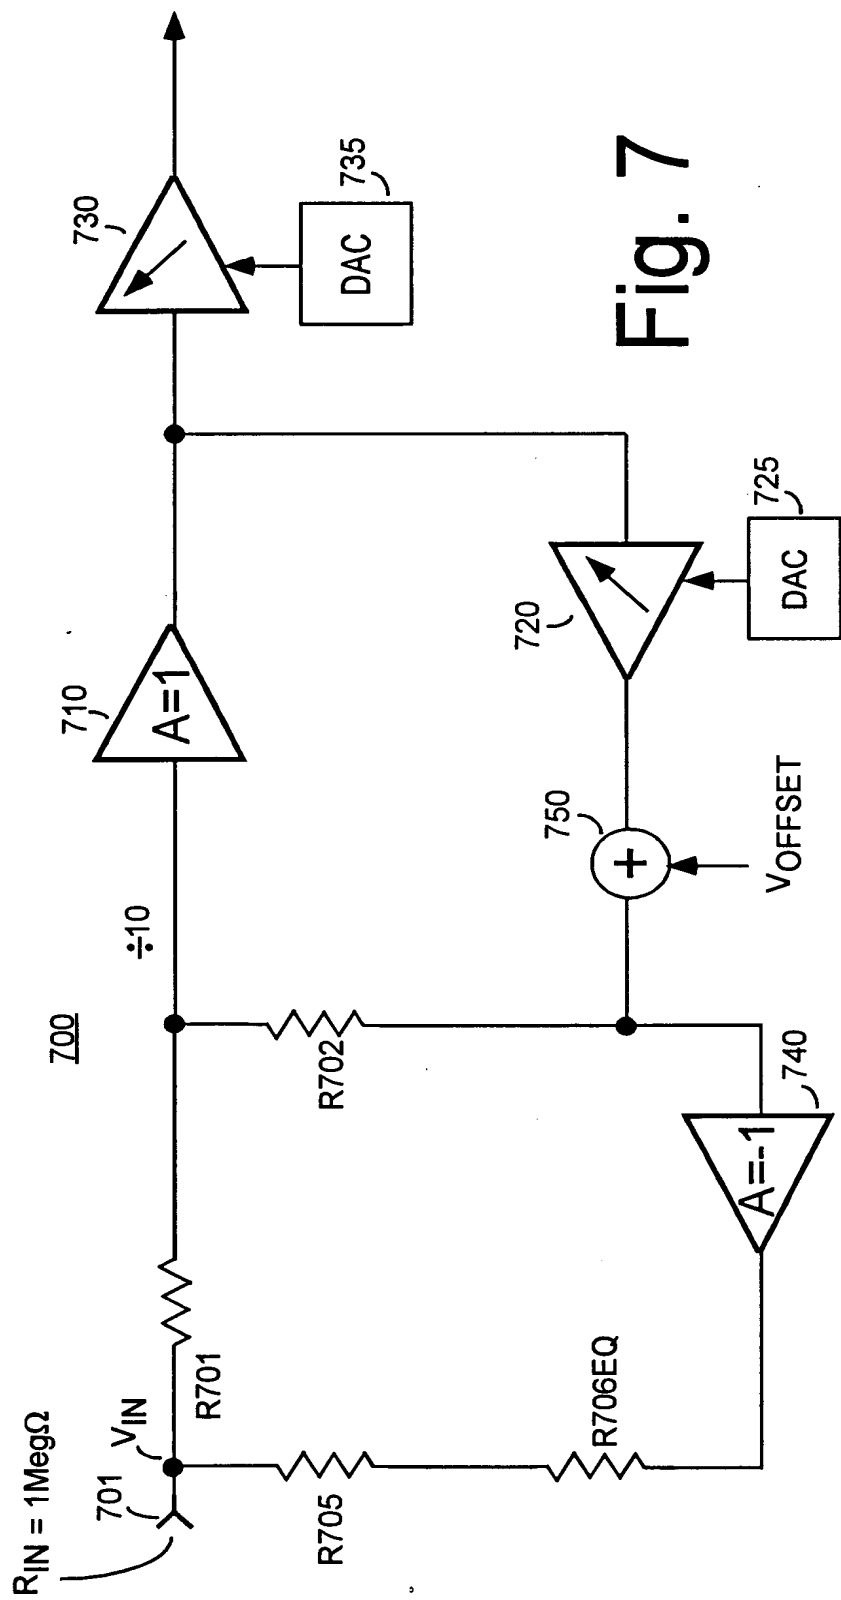 700
R_IN = 1MegΩ
701
V_IN
R701
÷10
710
A=1
730
DAC
735
R702
R705
R706EQ
A=-1
740
750
+
V_OFFSET
720
DAC
725
Fig. 7